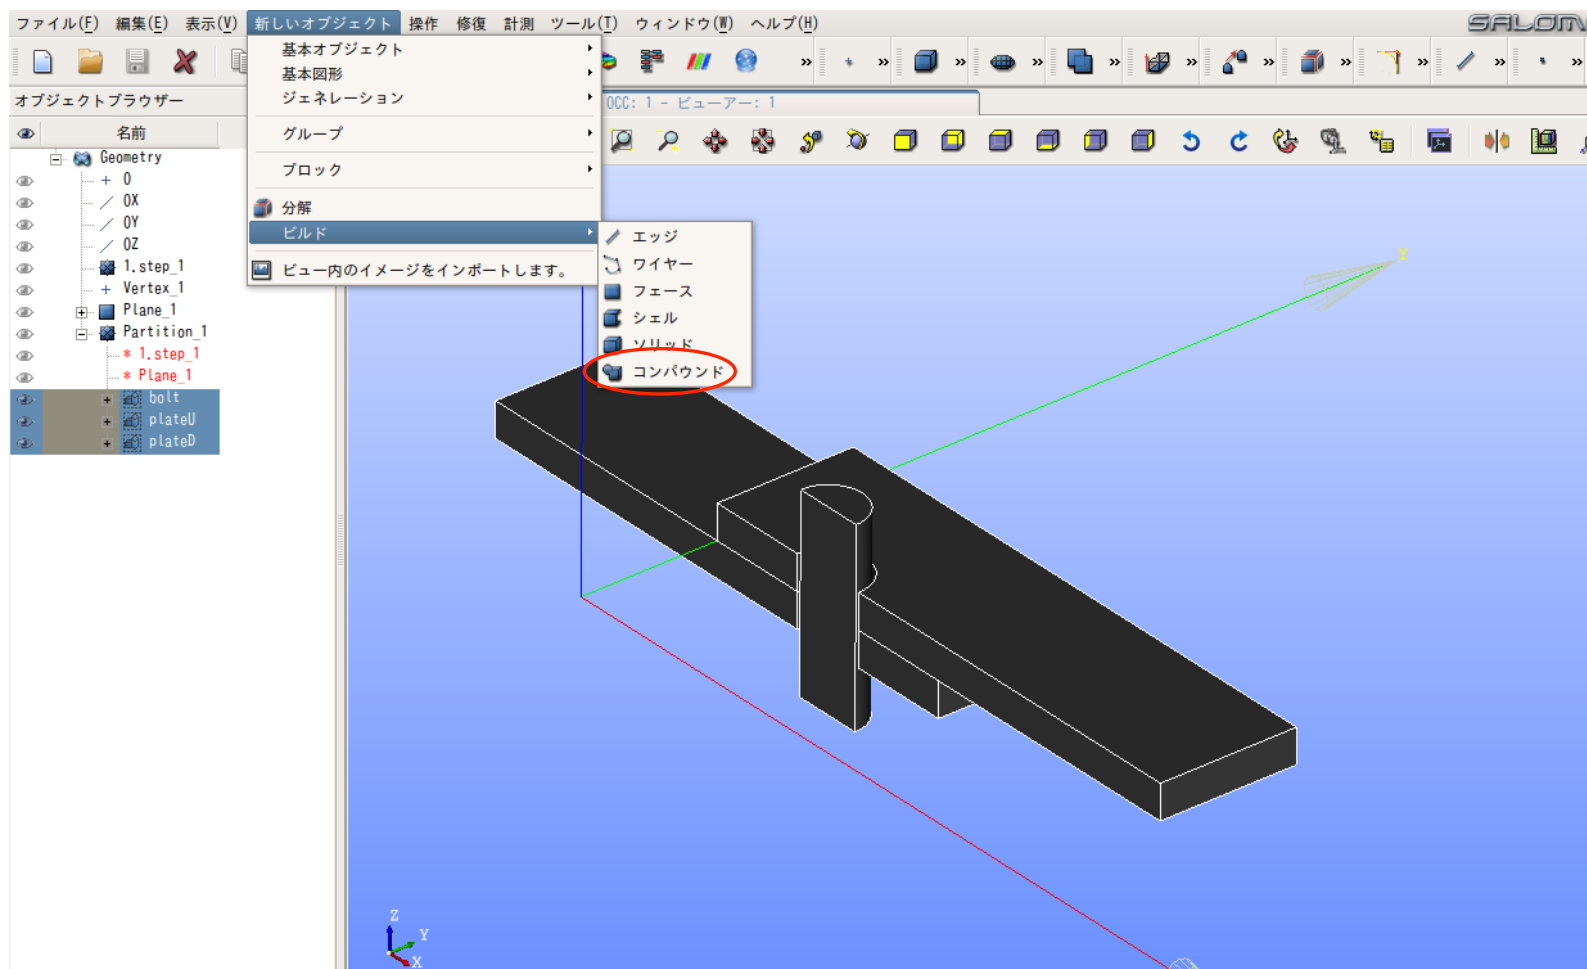 ファイル(F) 編集(E) 表示(V) 新しいオブジェクト 操作 修復 計測 ツール(T) ウィンドウ(W) ヘルプ(H)
基本オブジェクト
基本図形
ジェネレーション
グループ
ブロック
分解
ビルド
ビュー内のイメージをインポートします。
エッジ
ワイヤー
フェース
シェル
ソリッド
コンパウンド
オブジェクトブラウザー
OCC: 1 - ビューアー: 1
名前
Geometry
O
OX
OY
OZ
1.step_1
Vertex_1
Plane_1
Partition_1
* 1.step_1
* Plane_1
bolt
plateU
plateD
Y
Z
Y
X